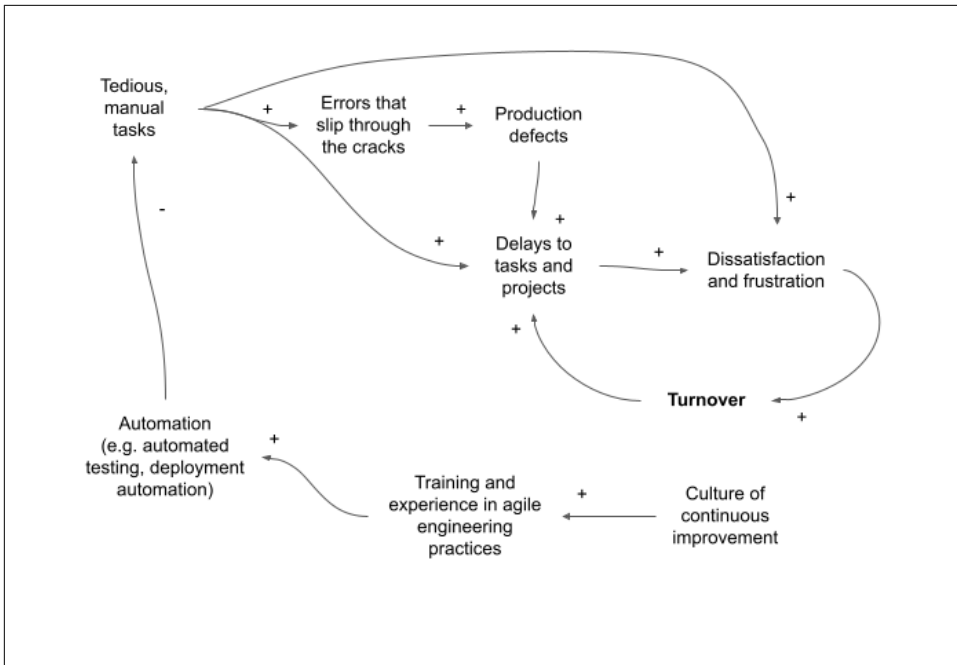 Tedious,
manual
tasks
+
Errors that
slip through
the cracks
+
Production
defects
+
+
+
Delays to
tasks and
projects
+
Dissatisfaction
and frustration
-
+
Turnover
+
Automation
(e.g. automated
testing, deployment
automation)
+
Training and
experience in agile
engineering
practices
+
Culture of
continuous
improvement